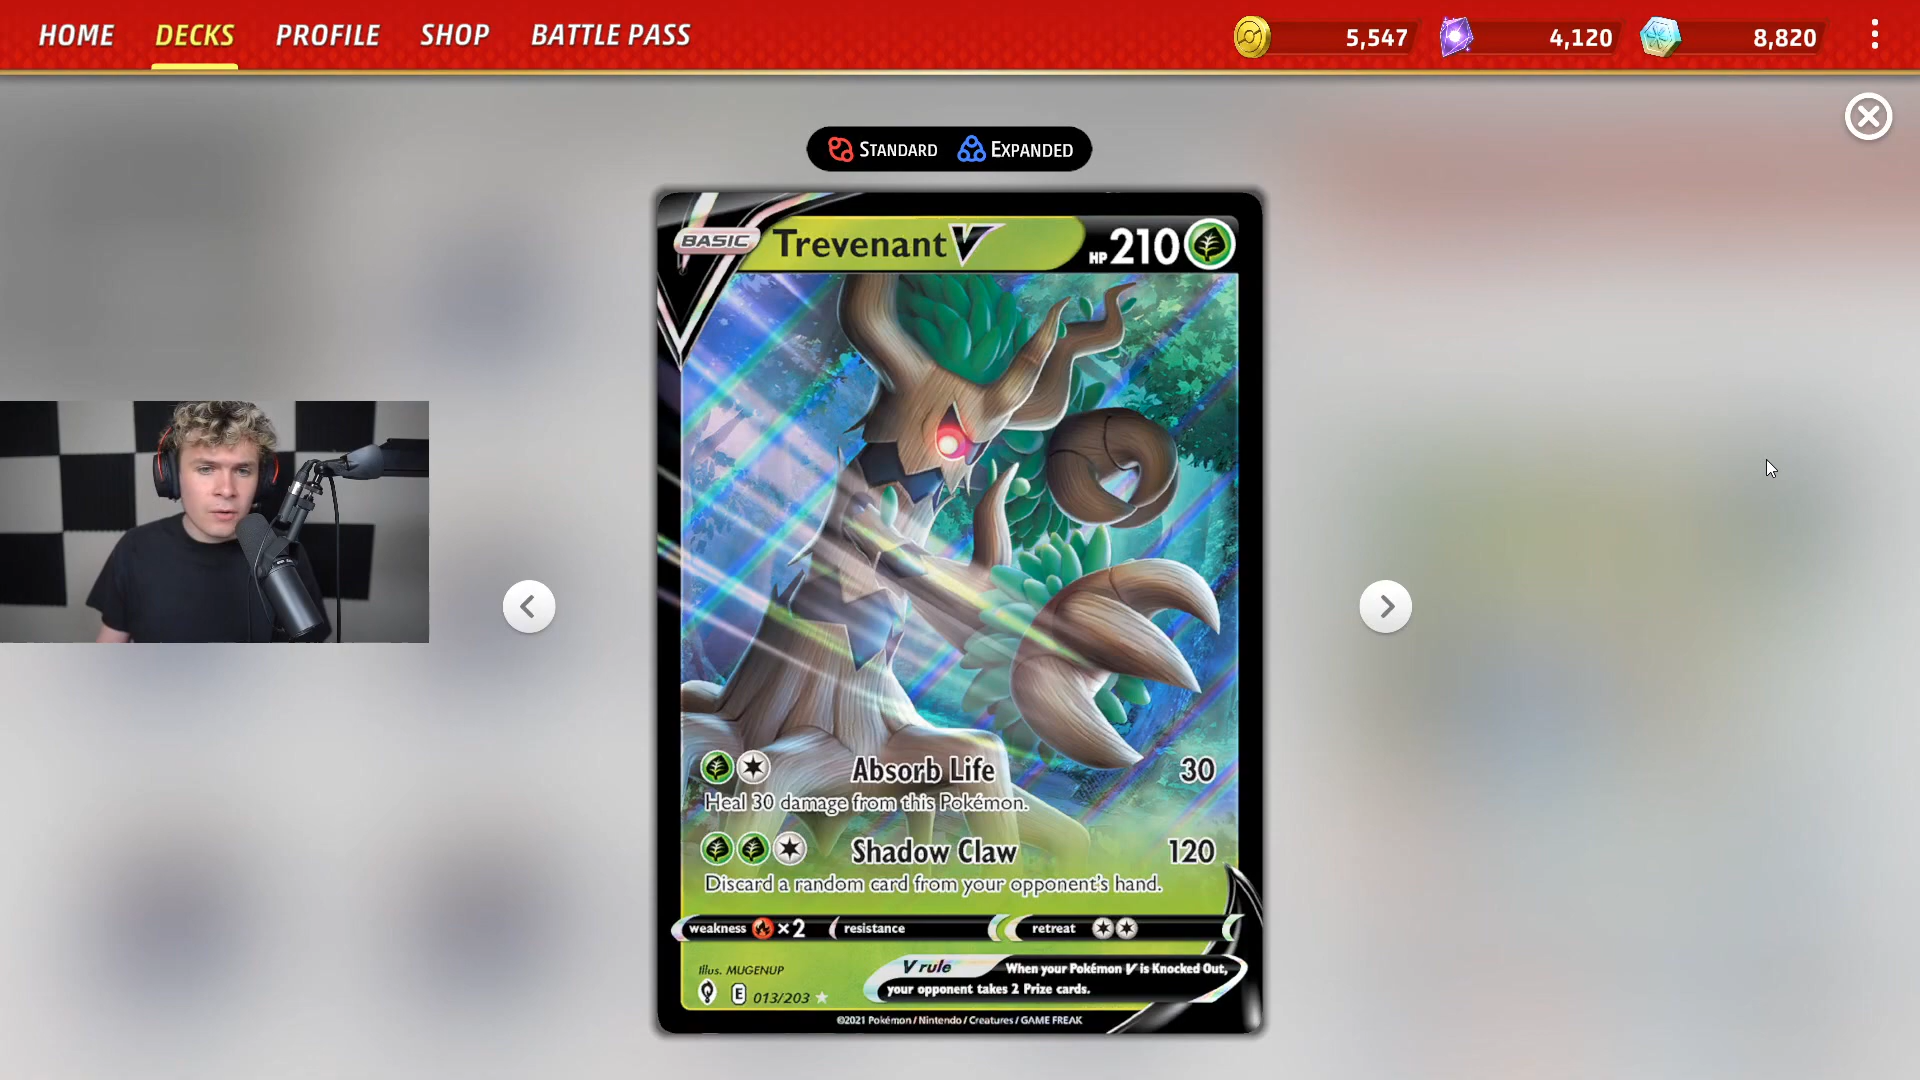 HOME DECKS PROFILE SHOP BATTLE PASS 5,547 4,120 8,820
STANDARD EXPANDED
BASIC Trevenant V HP 210
Absorb Life 30
Heal 30 damage from this Pokémon.
Shadow Claw 120
Discard a random card from your opponent's hand.
weakness ×2 resistance retreat
Illus. MUGENUP
V rule When your Pokémon V is Knocked Out,
your opponent takes 2 Prize cards.
E 013/203
©2021 Pokémon / Nintendo / Creatures / GAME FREAK